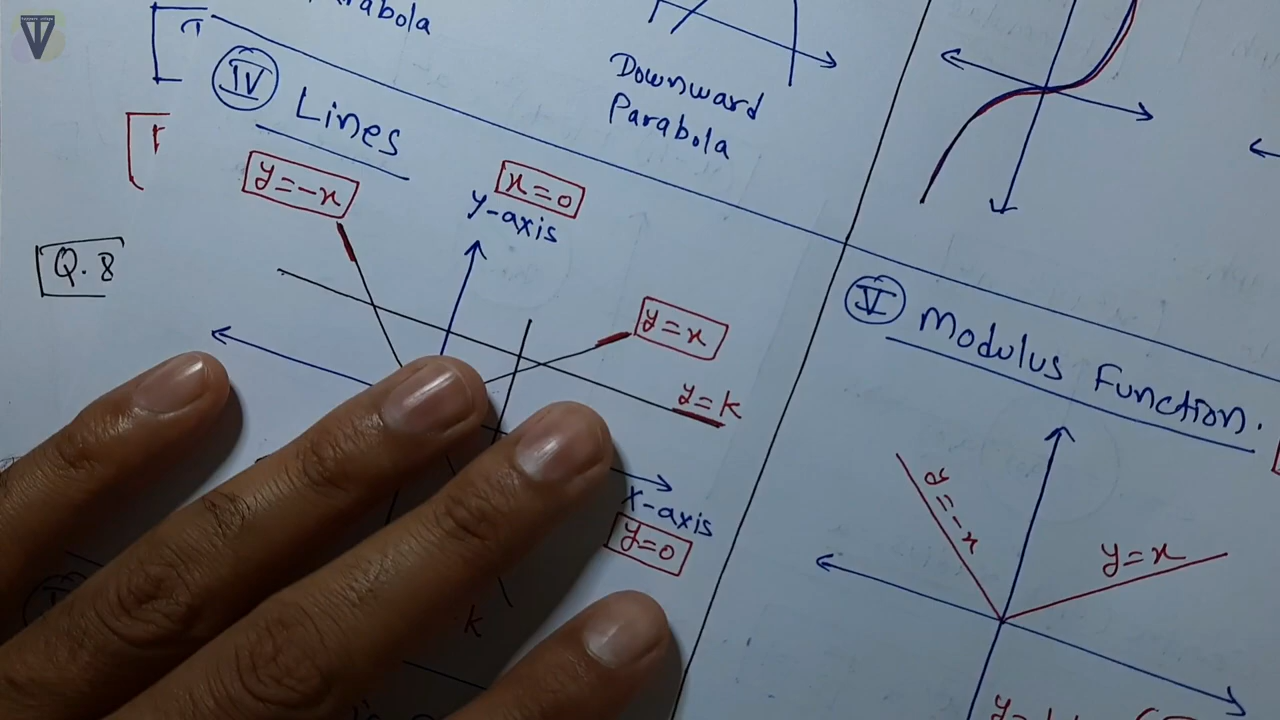 Parabola
Downward
Parabola
IV Lines
y=-x
x=0
y-axis
Q.8
y=x
y=k
x-axis
y=0
k
V Modulus Function.
y=-x
y=x